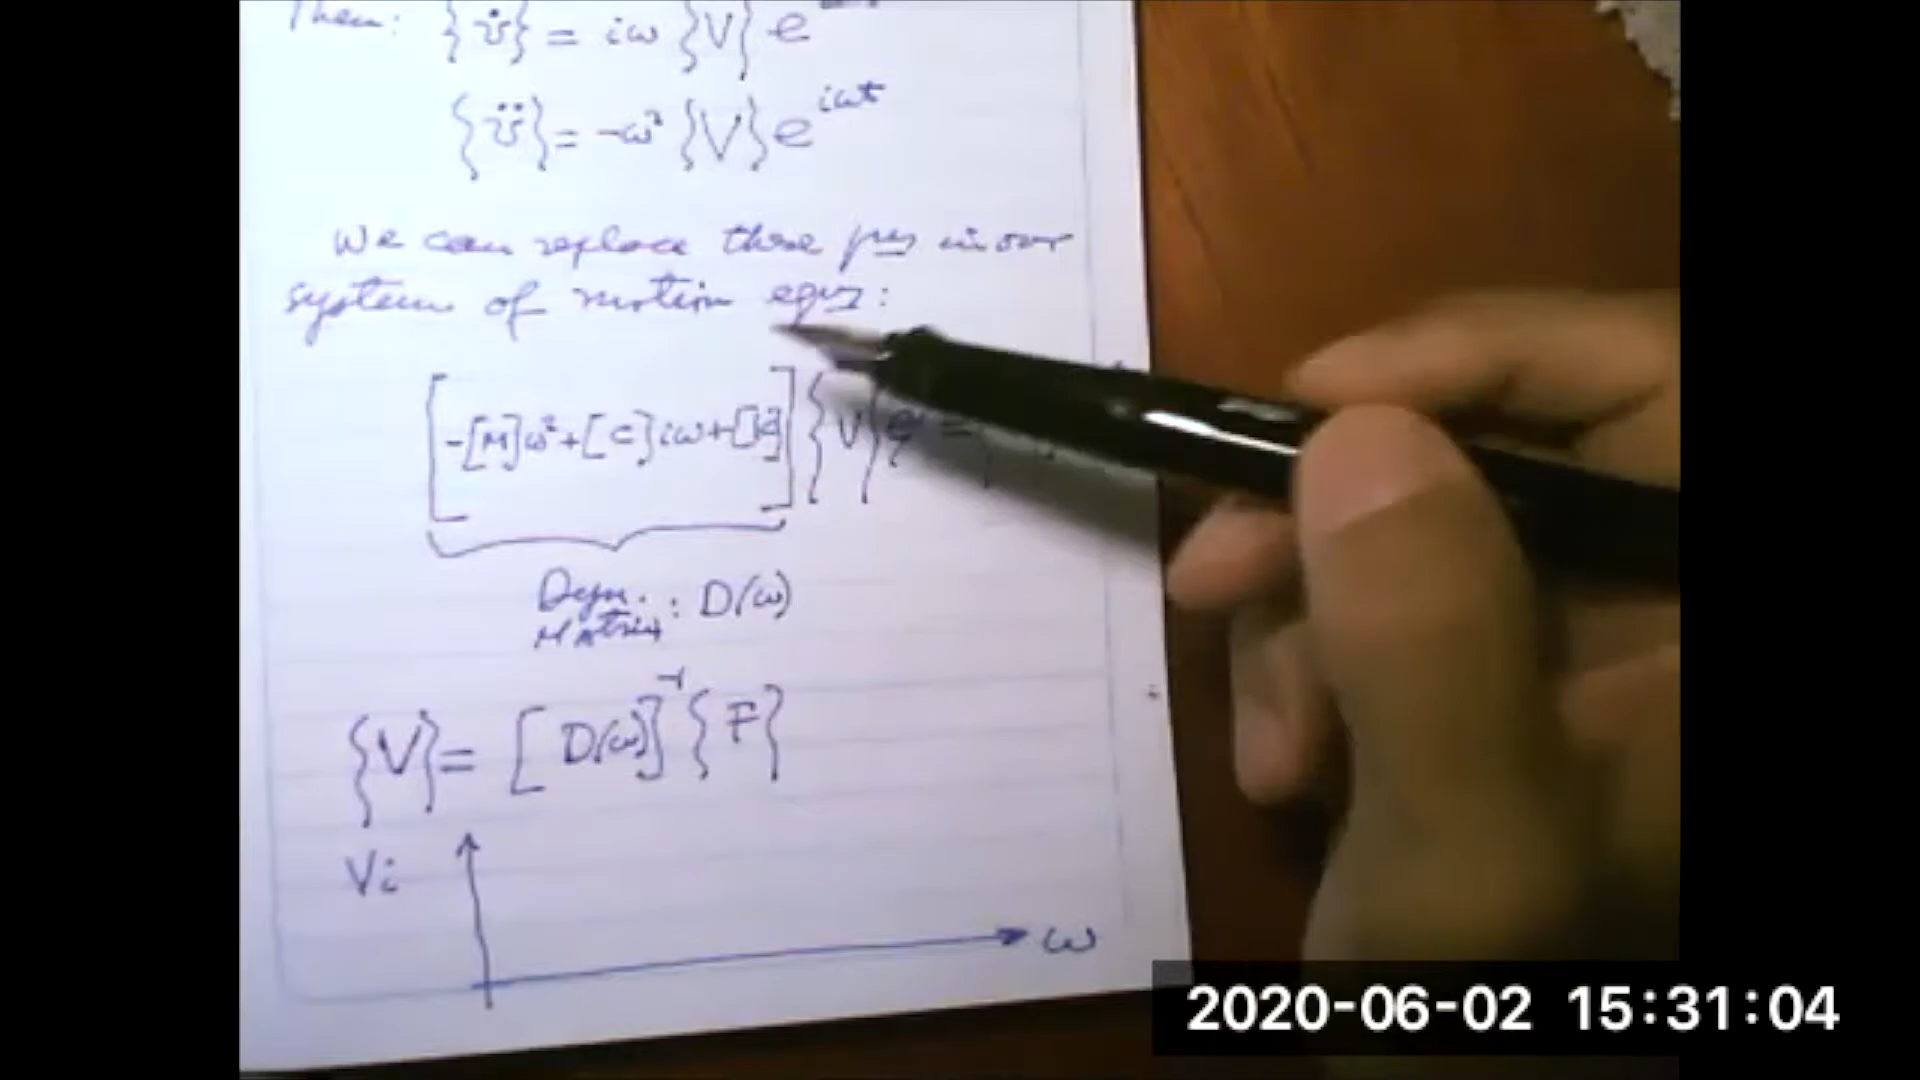 Then: {v̇} = iω {V} e
{v̈} = -ω² {V} e^{iωt}
We can replace these in our
system of motion eqns:
[-[M]ω² + [C]iω + [K]] {V} e =
Dyn. Matrix: D(ω)
{V} = [D(ω)]⁻¹ {F}
Vi
ω
2020-06-02 15:31:04